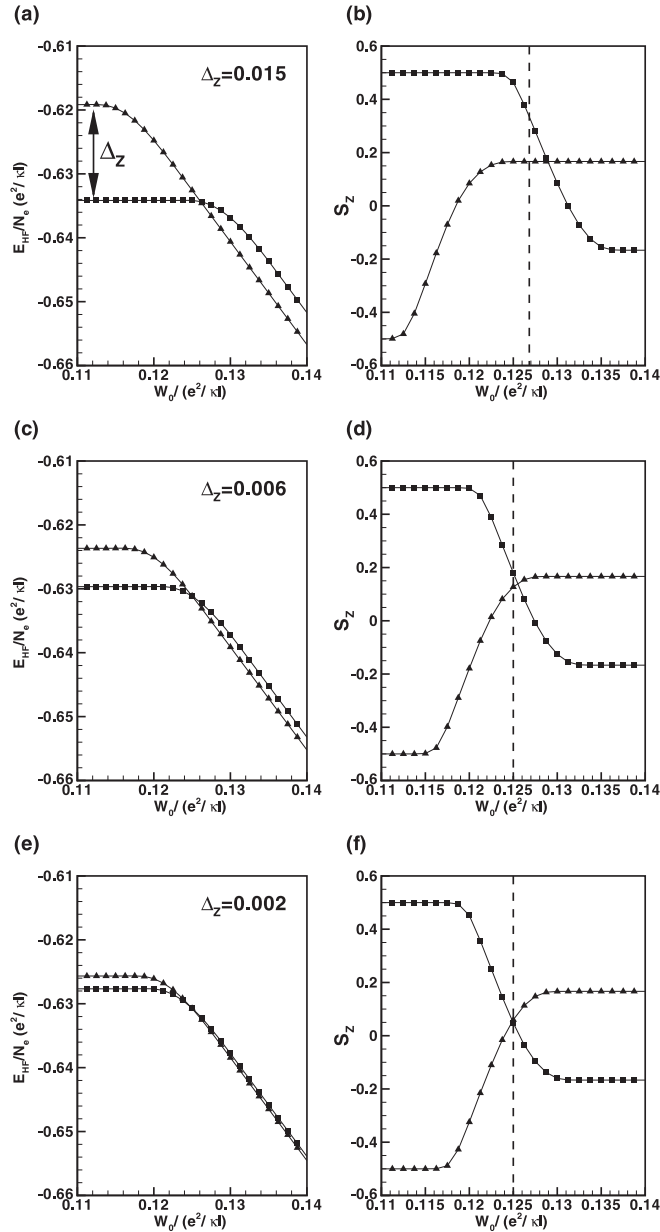 (a)
-0.61
-0.62
-0.63
-0.64
-0.65
-0.66
E_HF/N_e (e²/κl)
Δ_Z=0.015
Δ_Z
0.11 0.12 0.13 0.14
W_0/ (e²/ κl)
(b)
0.6
0.4
0.2
0
-0.2
-0.4
-0.6
S_Z
0.11 0.115 0.12 0.125 0.13 0.135 0.14
W_0/ (e²/ κl)
(c)
-0.61
-0.62
-0.63
-0.64
-0.65
-0.66
E_HF/N_e (e²/κl)
Δ_Z=0.006
0.11 0.12 0.13 0.14
W_0/ (e²/ κl)
(d)
0.6
0.4
0.2
0
-0.2
-0.4
-0.6
S_Z
0.11 0.115 0.12 0.125 0.13 0.135 0.14
W_0/ (e²/ κl)
(e)
-0.61
-0.62
-0.63
-0.64
-0.65
-0.66
E_HF/N_e (e²/κl)
Δ_Z=0.002
0.11 0.12 0.13 0.14
W_0/ (e²/ κl)
(f)
0.6
0.4
0.2
0
-0.2
-0.4
-0.6
S_Z
0.11 0.115 0.12 0.125 0.13 0.135 0.14
W_0/ (e²/ κl)